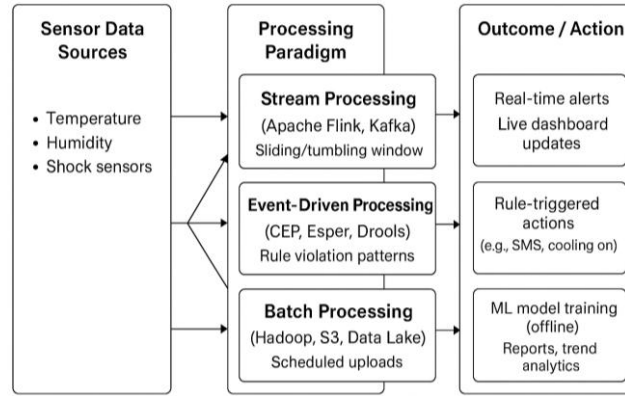 Sensor Data
Sources
• Temperature
• Humidity
• Shock sensors
Processing
Paradigm
Stream Processing
(Apache Flink, Kafka)
Sliding/tumbling window
Event-Driven Processing
(CEP, Esper, Drools)
Rule violation patterns
Batch Processing
(Hadoop, S3, Data Lake)
Scheduled uploads
Outcome / Action
Real-time alerts
Live dashboard
updates
Rule-triggered
actions
(e.g., SMS, cooling on)
ML model training
(offline)
Reports, trend
analytics